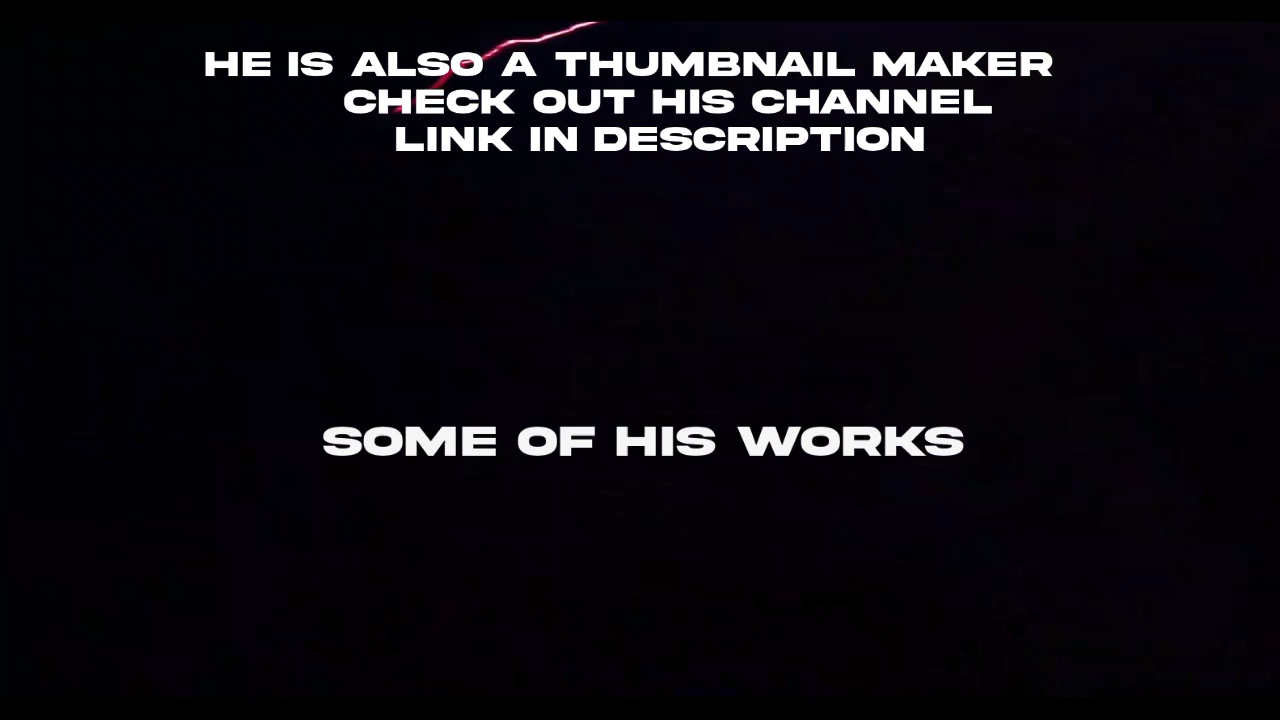 HE IS ALSO A THUMBNAIL MAKER
CHECK OUT HIS CHANNEL
LINK IN DESCRIPTION
SOME OF HIS WORKS